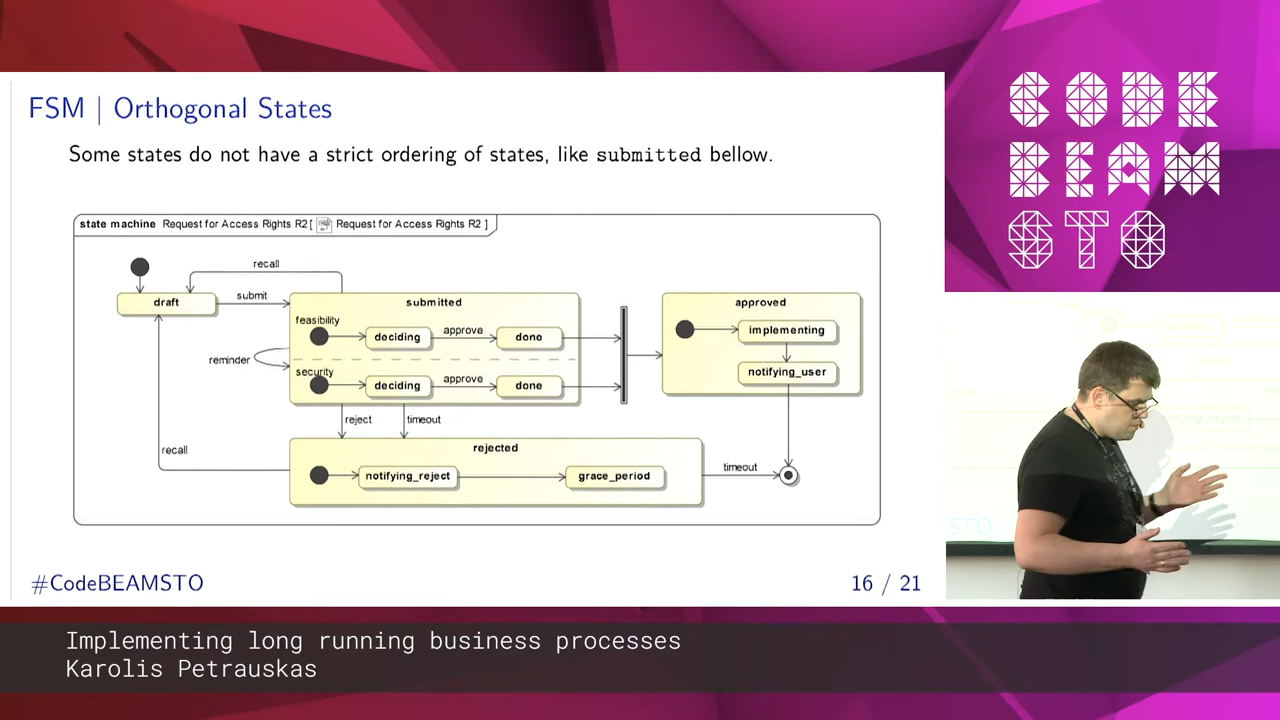 FSM | Orthogonal States
Some states do not have a strict ordering of states, like submitted bellow.
state machine Request for Access Rights R2 [ Request for Access Rights R2 ]
recall
draft
submit
submitted
approved
feasibility
deciding
approve
done
implementing
reminder
security
deciding
approve
done
notifying_user
reject
timeout
recall
rejected
notifying_reject
grace_period
timeout
#CodeBEAMSTO
16 / 21
CODE
BEAM
STO
Implementing long running business processes
Karolis Petrauskas